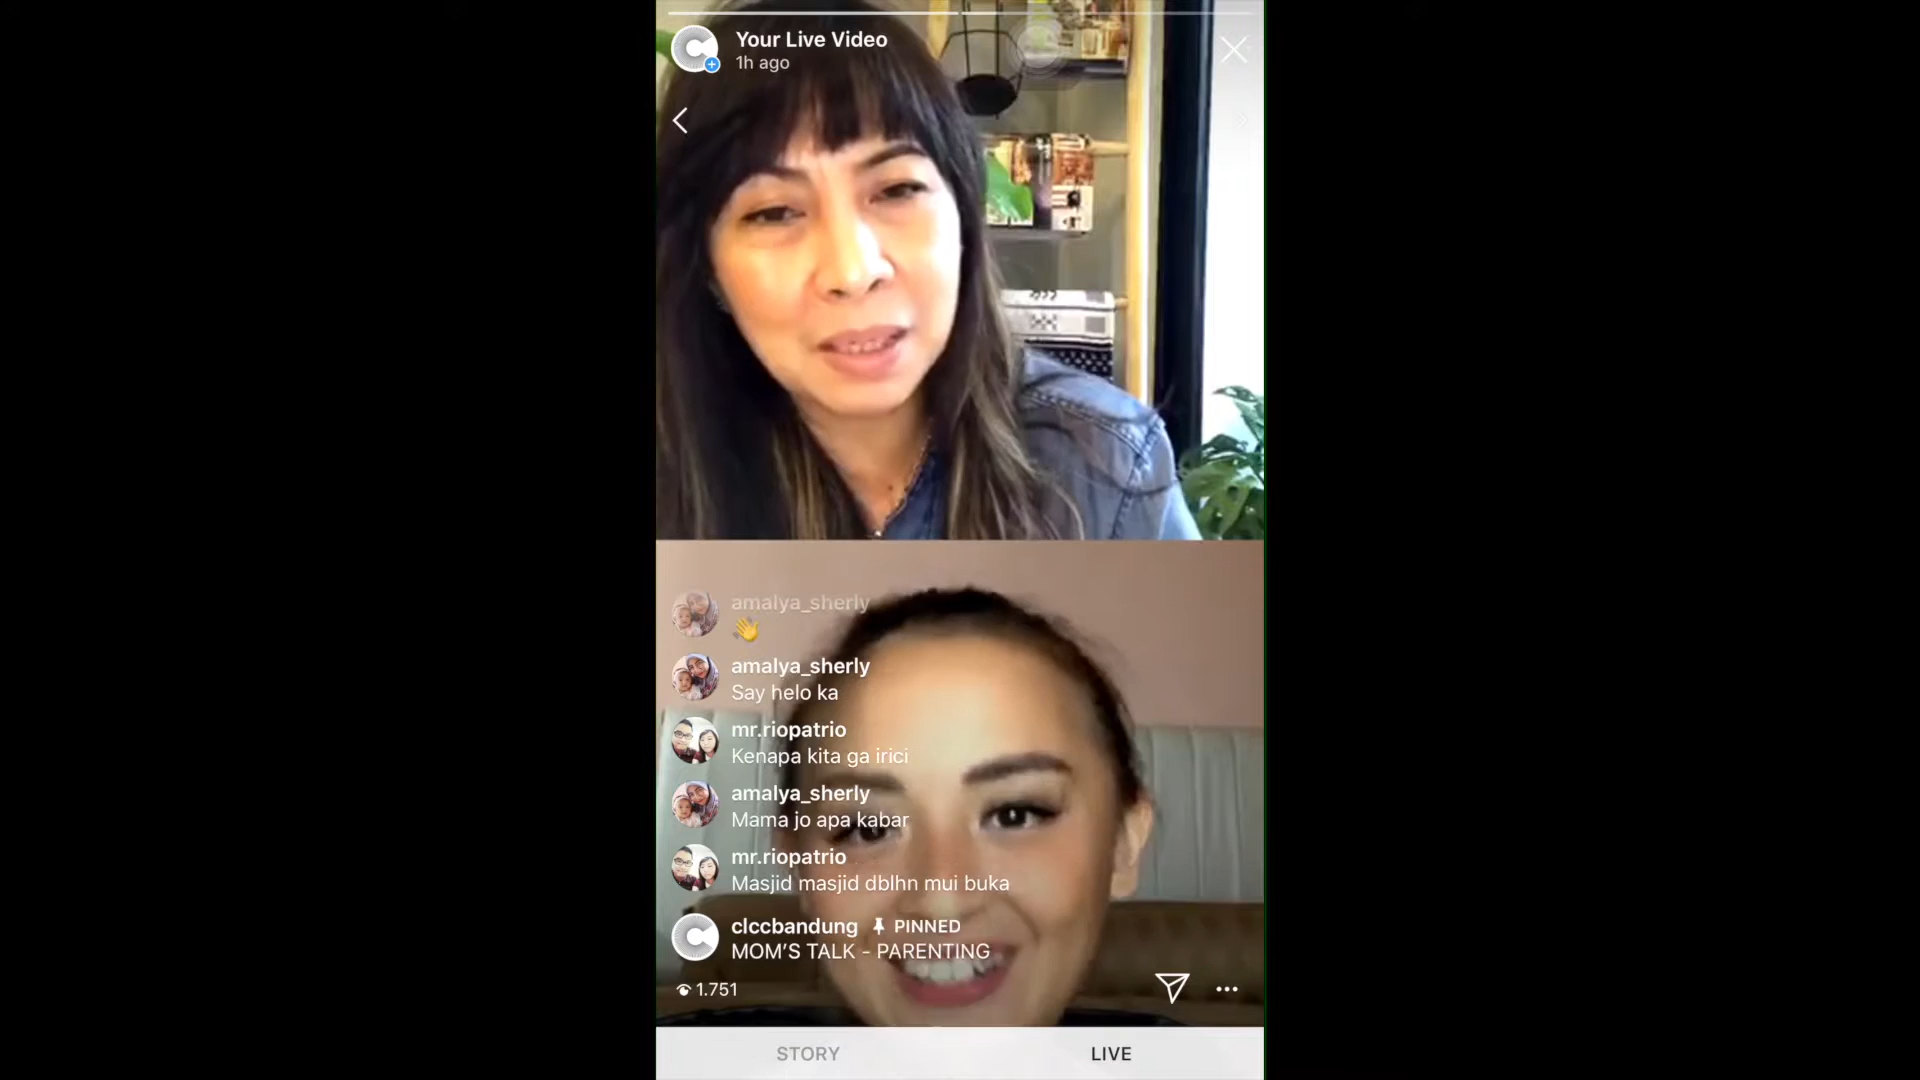 Your Live Video
1h ago
amalya_sherly
👋
amalya_sherly
Say helo ka
mr.riopatrio
Kenapa kita ga irici
amalya_sherly
Mama jo apa kabar
mr.riopatrio
Masjid masjid dblhn mui buka
clccbandung PINNED
MOM’S TALK - PARENTING
1.751
STORY LIVE